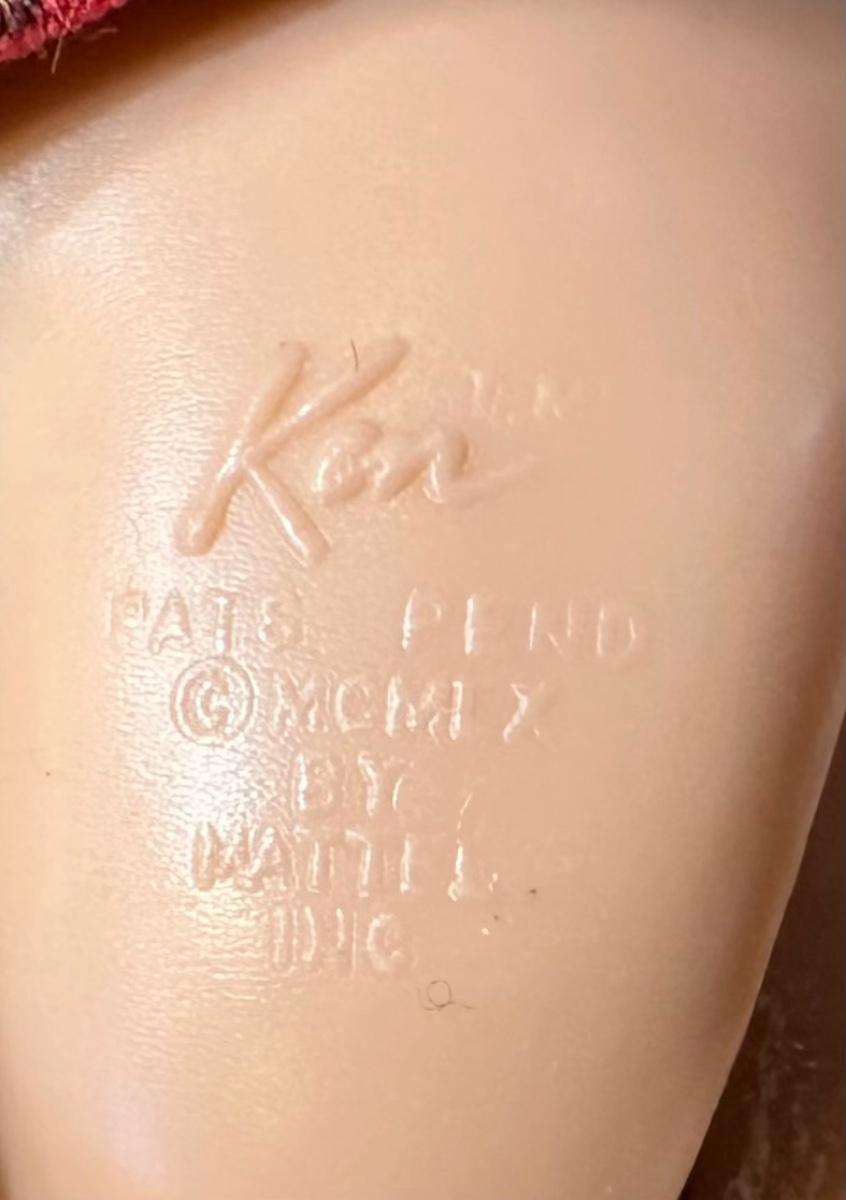 Ken
PATS PEND
©MCMLX
BY
MATTEL
INC